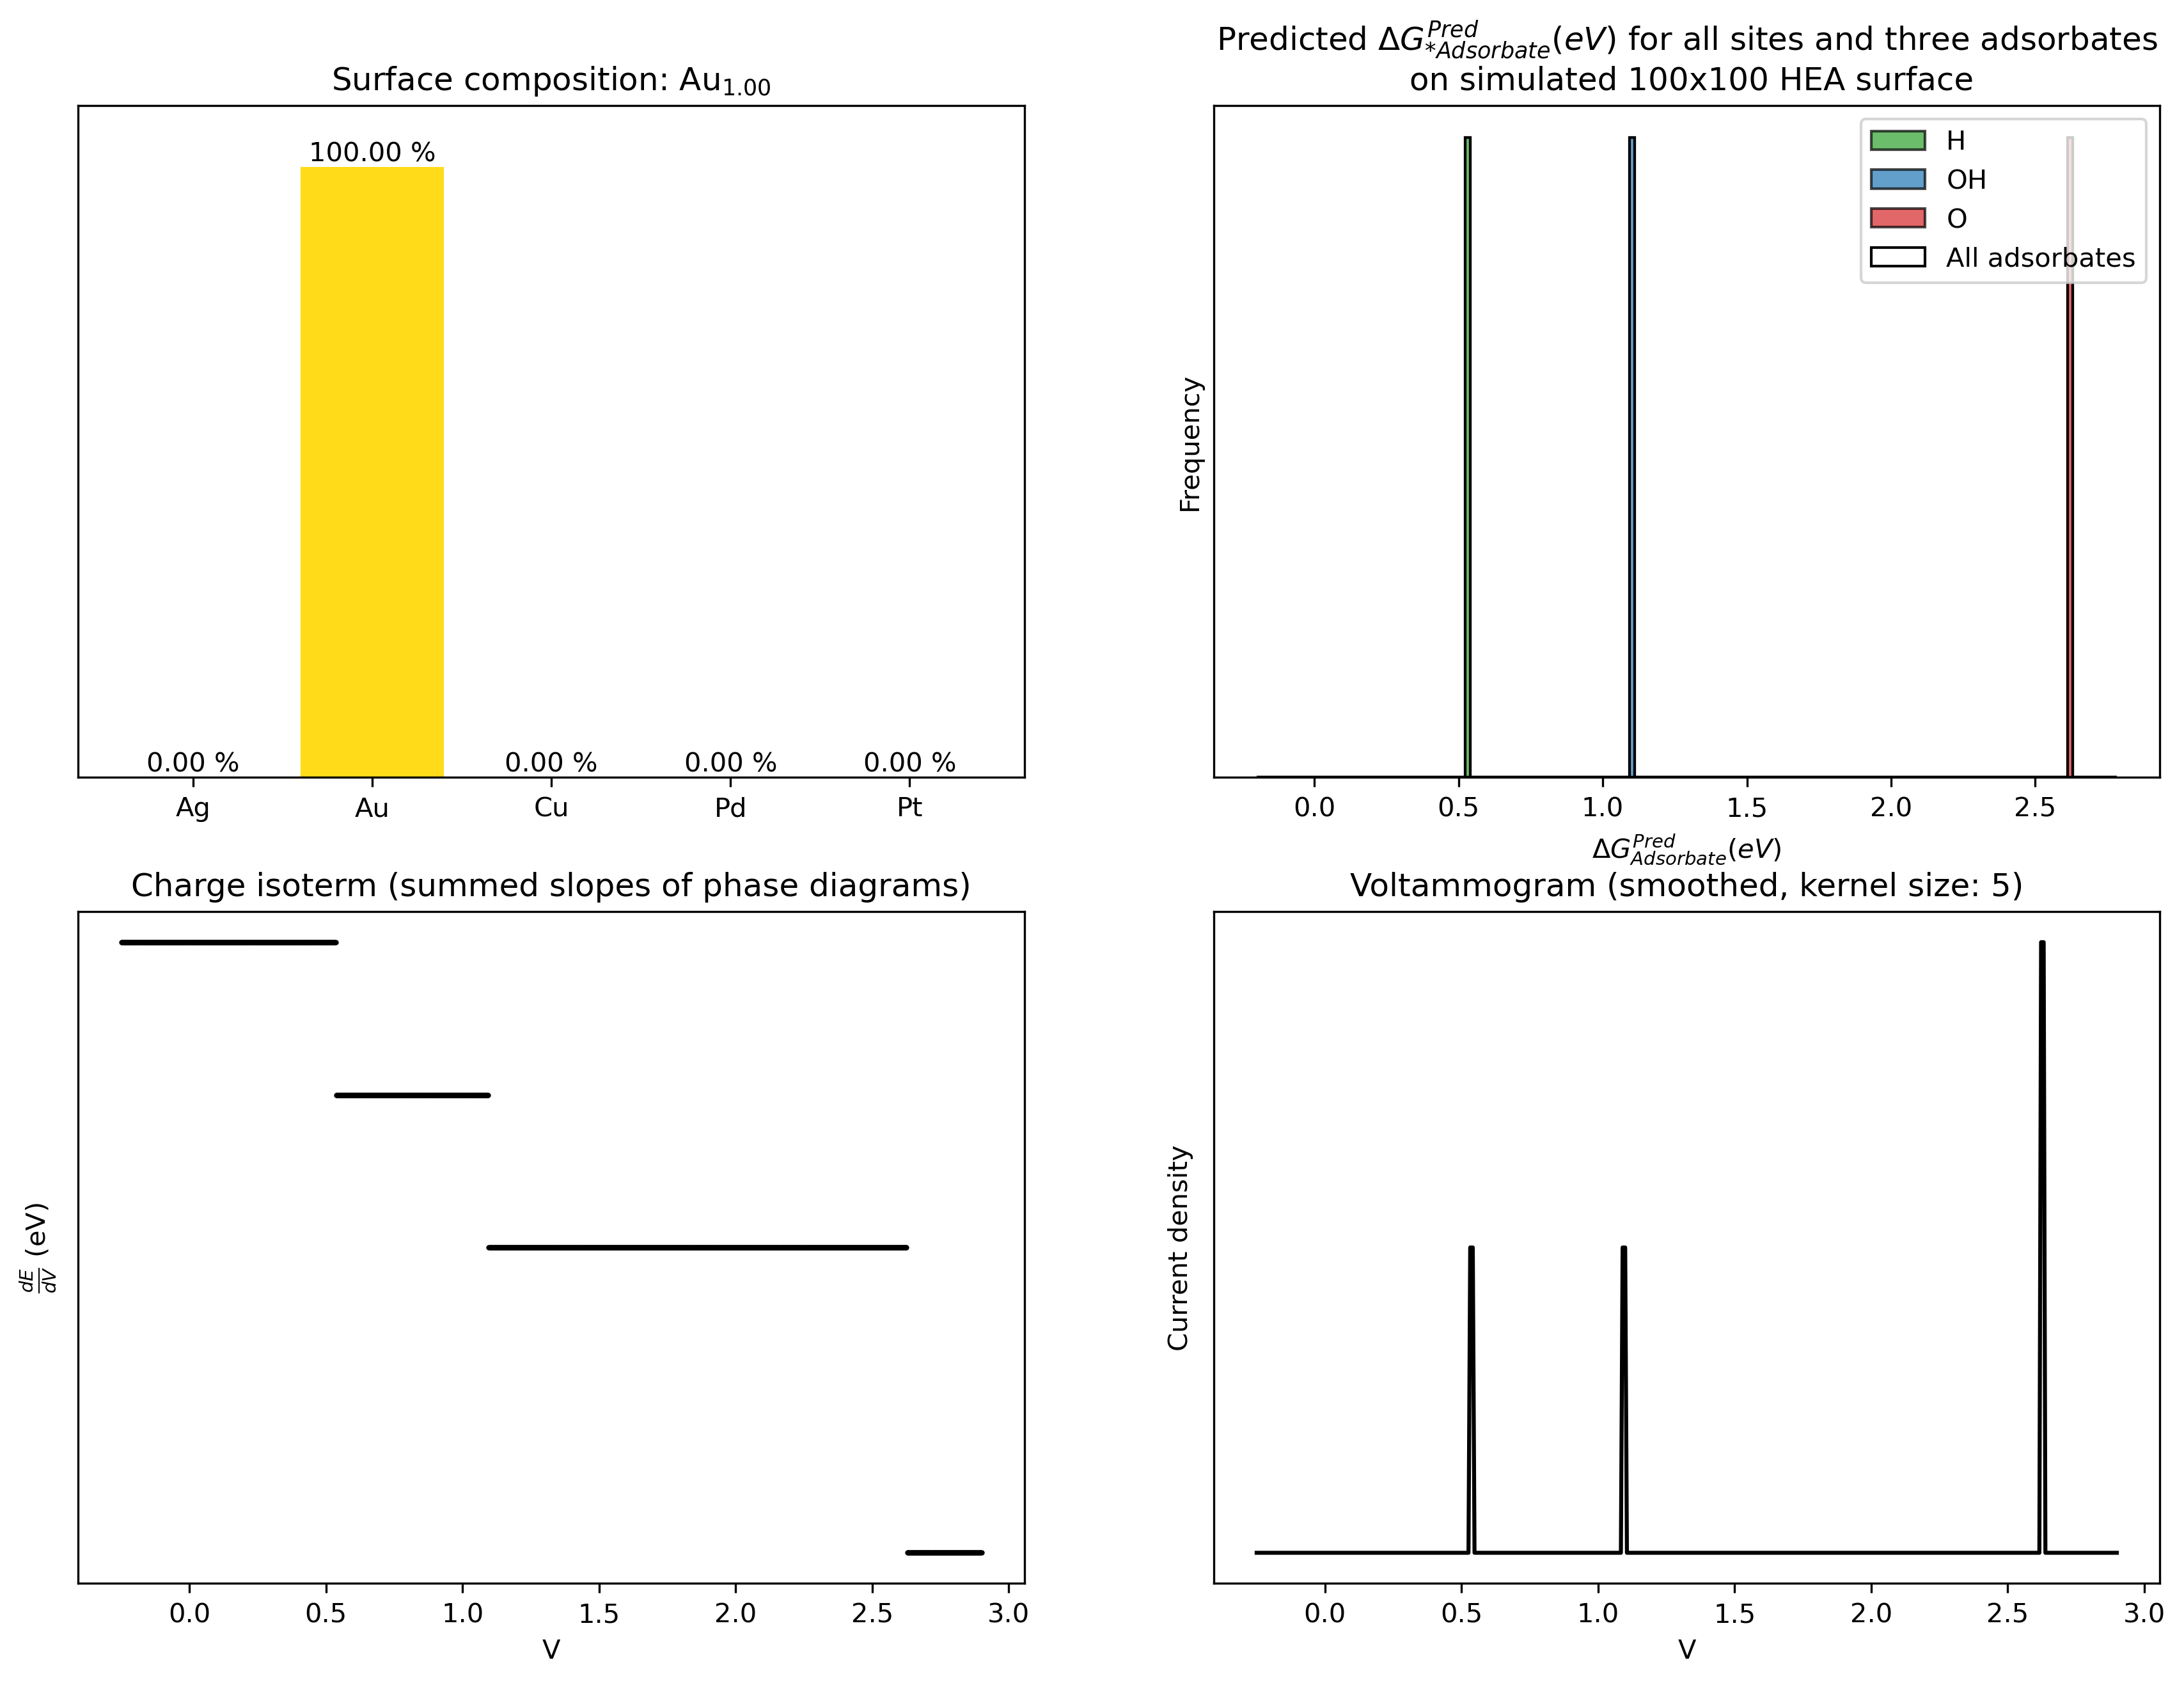 Surface composition: Au1.00
100.00 %
0.00 %
0.00 %
0.00 %
0.00 %
Ag
Au
Cu
Pd
Pt
Predicted ΔG^{Pred}_{*Adsorbate}(eV) for all sites and three adsorbates
on simulated 100x100 HEA surface
H
OH
O
All adsorbates
Frequency
0.0
0.5
1.0
1.5
2.0
2.5
ΔG^{Pred}_{Adsorbate}(eV)
Charge isoterm (summed slopes of phase diagrams)
dE/dV (eV)
0.0
0.5
1.0
1.5
2.0
2.5
3.0
V
Voltammogram (smoothed, kernel size: 5)
Current density
0.0
0.5
1.0
1.5
2.0
2.5
3.0
V